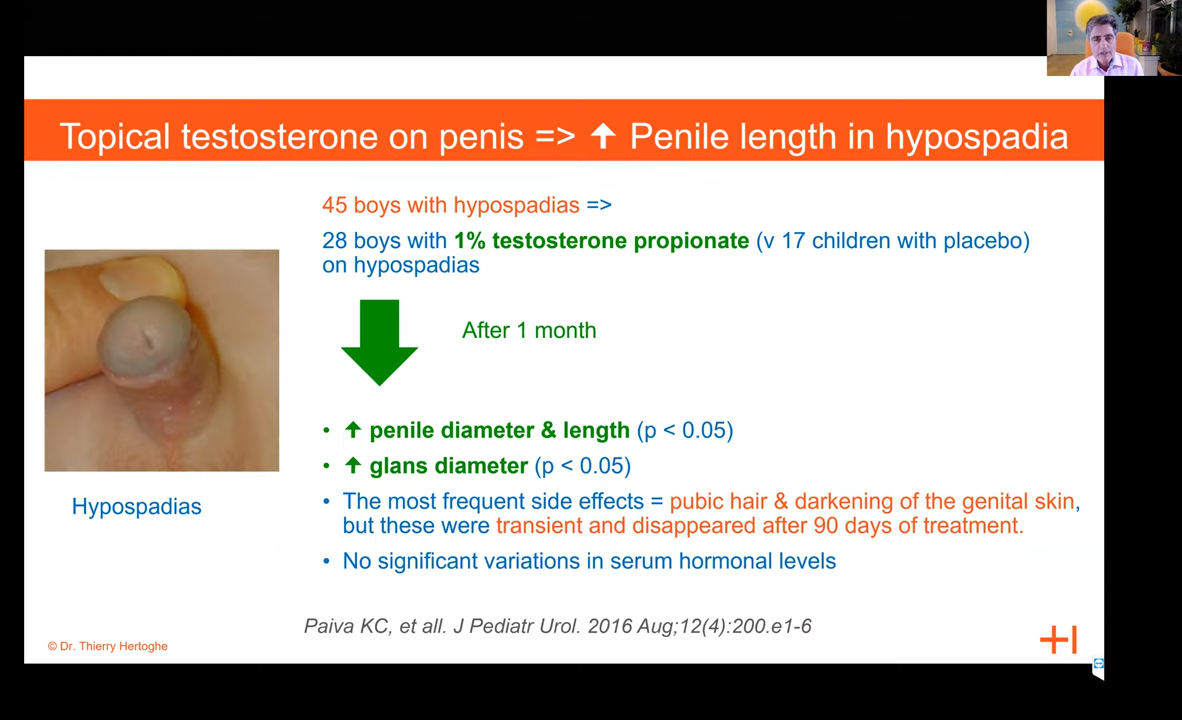 Topical testosterone on penis => ↑ Penile length in hypospadia
45 boys with hypospadias =>
28 boys with 1% testosterone propionate (v 17 children with placebo)
on hypospadias
After 1 month
• ↑ penile diameter & length (p < 0.05)
• ↑ glans diameter (p < 0.05)
• The most frequent side effects = pubic hair & darkening of the genital skin,
but these were transient and disappeared after 90 days of treatment.
• No significant variations in serum hormonal levels
Hypospadias
Paiva KC, et all. J Pediatr Urol. 2016 Aug;12(4):200.e1-6
© Dr. Thierry Hertoghe